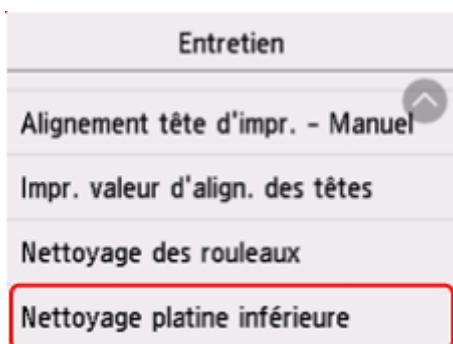 Entretien
Alignement tête d'impr. - Manuel
Impr. valeur d'align. des têtes
Nettoyage des rouleaux
Nettoyage platine inférieure